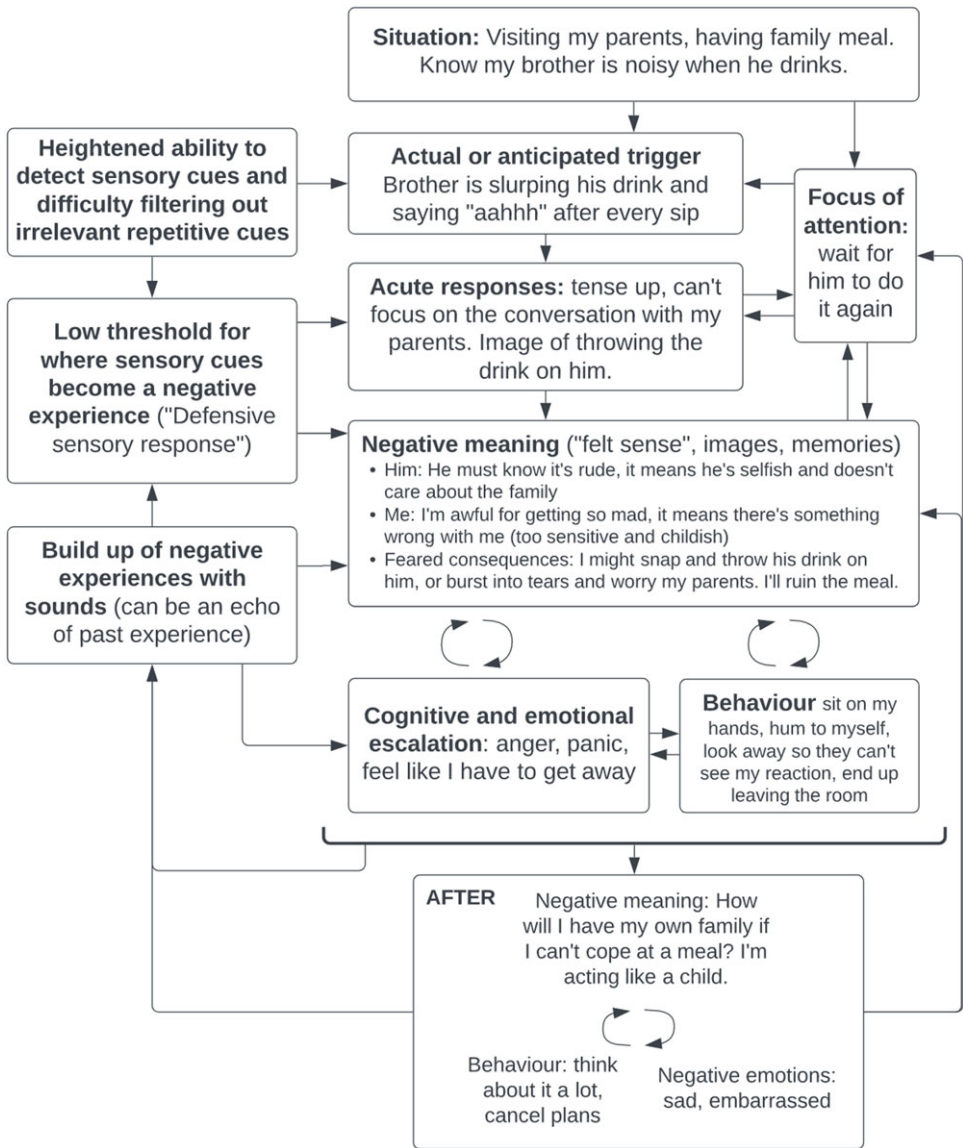 Situation: Visiting my parents, having family meal.
Know my brother is noisy when he drinks.
Heightened ability to
detect sensory cues and
difficulty filtering out
irrelevant repetitive cues
Actual or anticipated trigger
Brother is slurping his drink and
saying "aahhh" after every sip
Focus of
attention:
wait for
him to do
it again
Low threshold for
where sensory cues
become a negative
experience ("Defensive
sensory response")
Acute responses: tense up, can't
focus on the conversation with my
parents. Image of throwing the
drink on him.
Negative meaning ("felt sense", images, memories)
• Him: He must know it's rude, it means he's selfish and doesn't
care about the family
• Me: I'm awful for getting so mad, it means there's something
wrong with me (too sensitive and childish)
• Feared consequences: I might snap and throw his drink on
him, or burst into tears and worry my parents. I'll ruin the meal.
Build up of negative
experiences with
sounds (can be an echo
of past experience)
Cognitive and emotional
escalation: anger, panic,
feel like I have to get away
Behaviour sit on my
hands, hum to myself,
look away so they can't
see my reaction, end up
leaving the room
AFTER
Negative meaning: How
will I have my own family if
I can't cope at a meal? I'm
acting like a child.
Behaviour: think
about it a lot,
cancel plans
Negative emotions:
sad, embarrassed